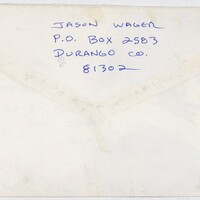 JASON WAGER
P.O. BOX 2583
DURANGO CO.
81302